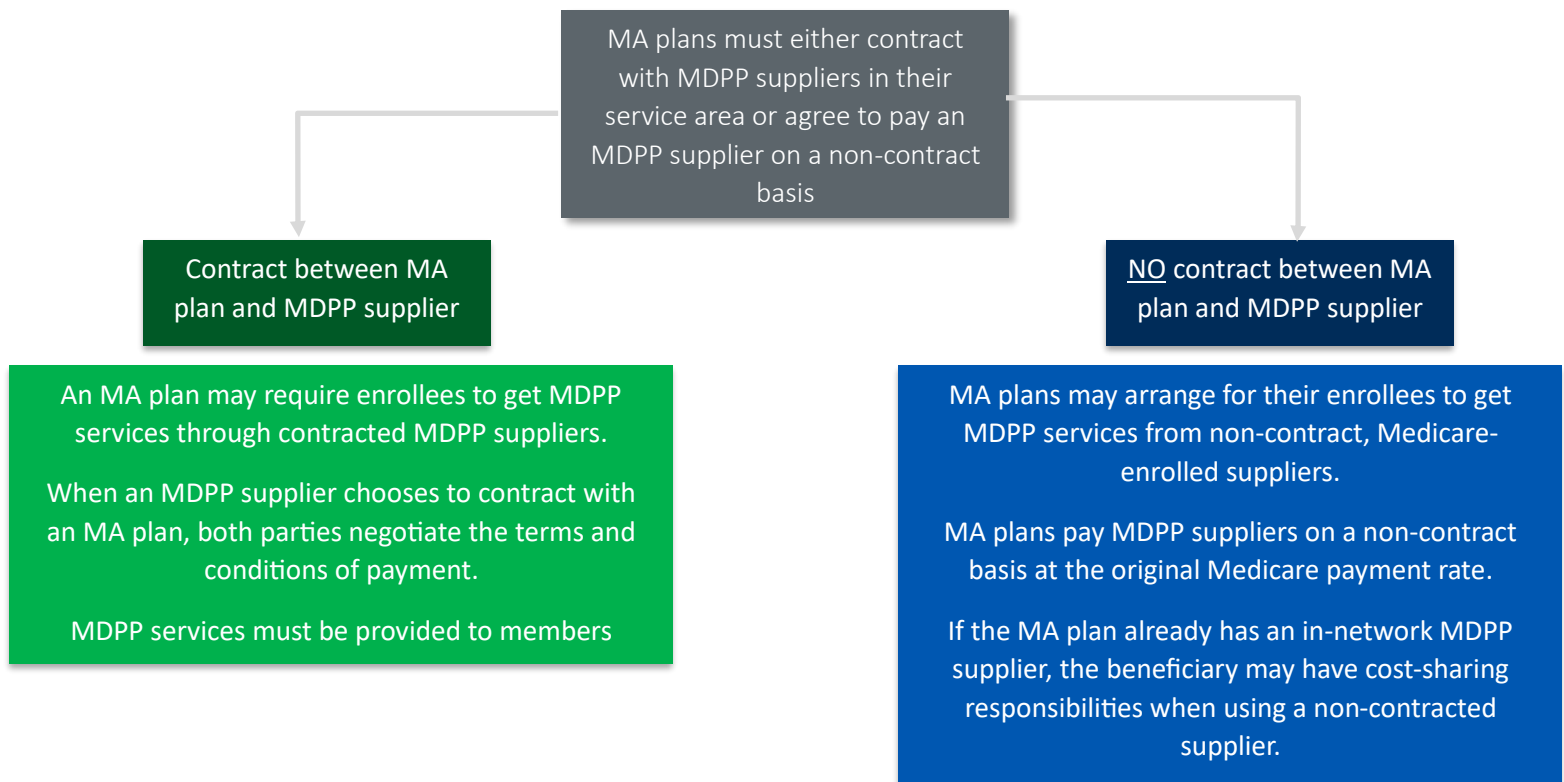 MA plans must either contract
with MDPP suppliers in their
service area or agree to pay an
MDPP supplier on a non-contract
basis
Contract between MA
plan and MDPP supplier
An MA plan may require enrollees to get MDPP
services through contracted MDPP suppliers.
When an MDPP supplier chooses to contract with
an MA plan, both parties negotiate the terms and
conditions of payment.
MDPP services must be provided to members
NO contract between MA
plan and MDPP supplier
MA plans may arrange for their enrollees to get
MDPP services from non-contract, Medicare-
enrolled suppliers.
MA plans pay MDPP suppliers on a non-contract
basis at the original Medicare payment rate.
If the MA plan already has an in-network MDPP
supplier, the beneficiary may have cost-sharing
responsibilities when using a non-contracted
supplier.